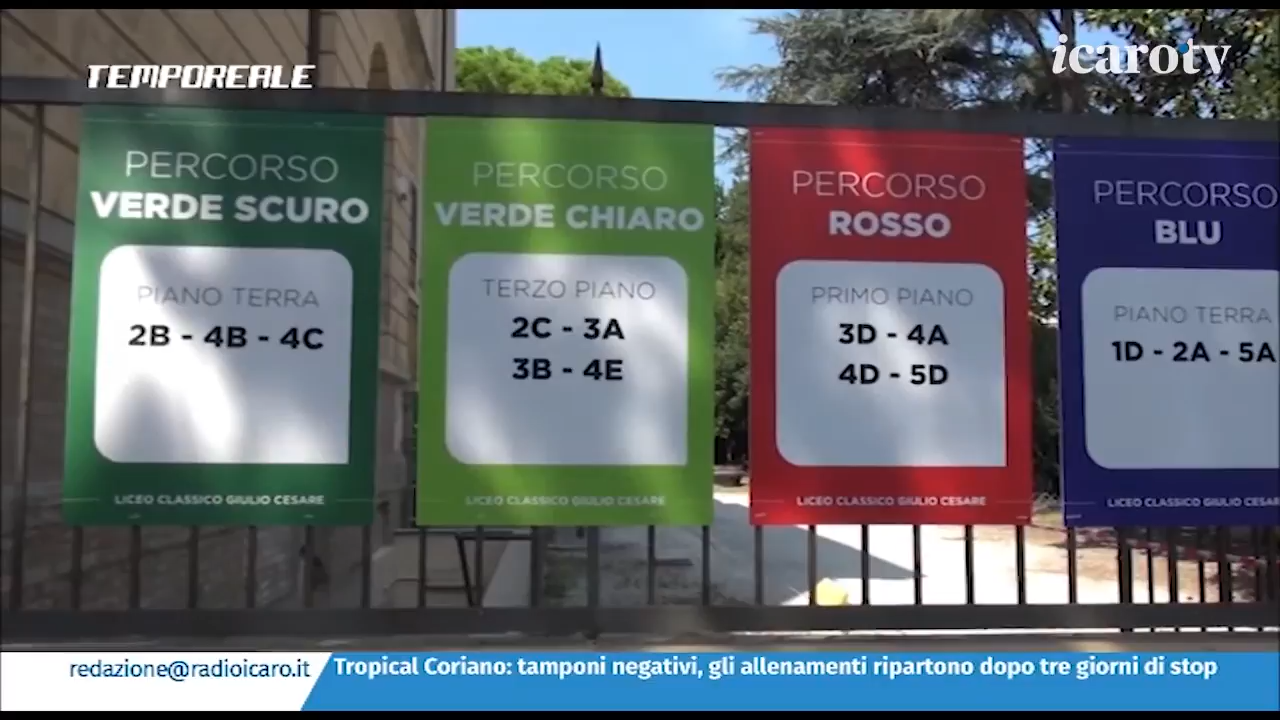 TEMPOREALE
icaro tv
PERCORSO
VERDE SCURO
PIANO TERRA
2B - 4B - 4C
LICEO CLASSICO GIULIO CESARE
PERCORSO
VERDE CHIARO
TERZO PIANO
2C - 3A
3B - 4E
LICEO CLASSICO GIULIO CESARE
PERCORSO
ROSSO
PRIMO PIANO
3D - 4A
4D - 5D
LICEO CLASSICO GIULIO CESARE
PERCORSO
BLU
PIANO TERRA
1D - 2A - 5A
LICEO CLASSICO GIULIO CESAR
redazione@radioicaro.it
Tropical Coriano: tamponi negativi, gli allenamenti ripartono dopo tre giorni di stop